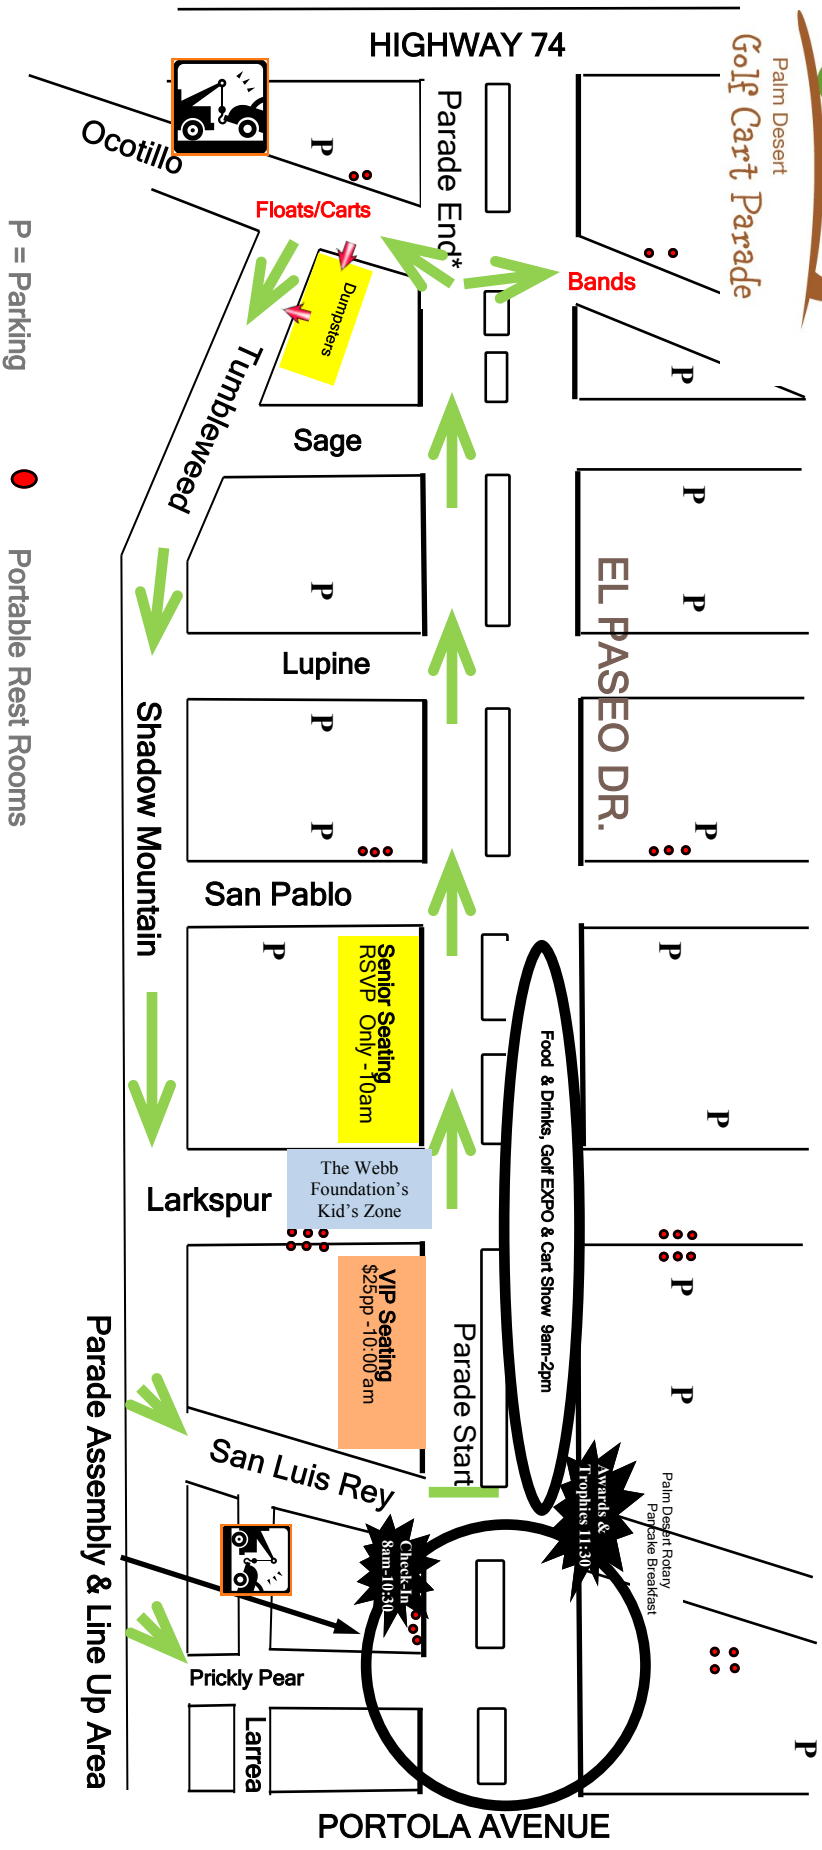 HIGHWAY 74
Palm Desert
Golf Cart Parade
Ocotillo
P
Parade End*
Floats/Carts
Bands
Dumpsters
P
Tumbleweed
Sage
P
P
P
EL PASEO DR.
Lupine
P
P
P
Shadow Mountain
San Pablo
P
Senior Seating
RSVP Only -10am
P
P
Food & Drinks, Golf EXPO & Cart Show 9am-2pm
The Webb
Foundation's
Kid's Zone
Larkspur
VIP Seating
$25pp -10:00 am
P
P
Parade Start
San Luis Rey
Awards &
Trophies 11:30
Palm Desert Rotary
Pancake Breakfast
Check-In
8am-10:30
Parade Assembly & Line Up Area
Prickly Pear
Larrea
P
PORTOLA AVENUE
P = Parking
Portable Rest Rooms